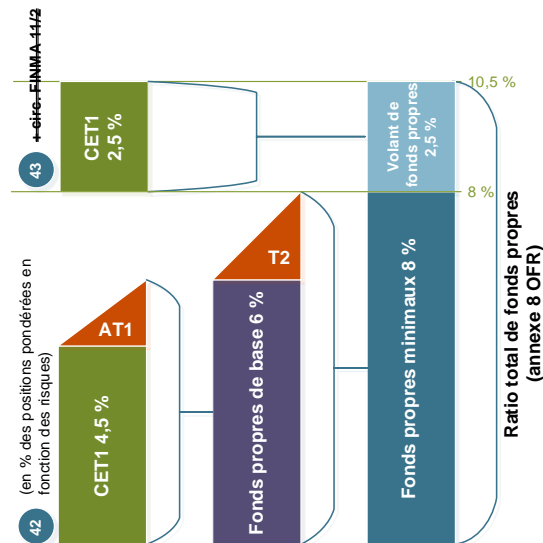 43
+ circ. FINMA 11/2
CET1
2,5 %
Volant de
fonds propres
2,5 %
10,5 %
8 %
42
(en % des positions pondérées en
fonction des risques)
CET1 4,5 %
AT1
Fonds propres de base 6 %
T2
Fonds propres minimaux 8 %
Ratio total de fonds propres
(annexe 8 OFR)